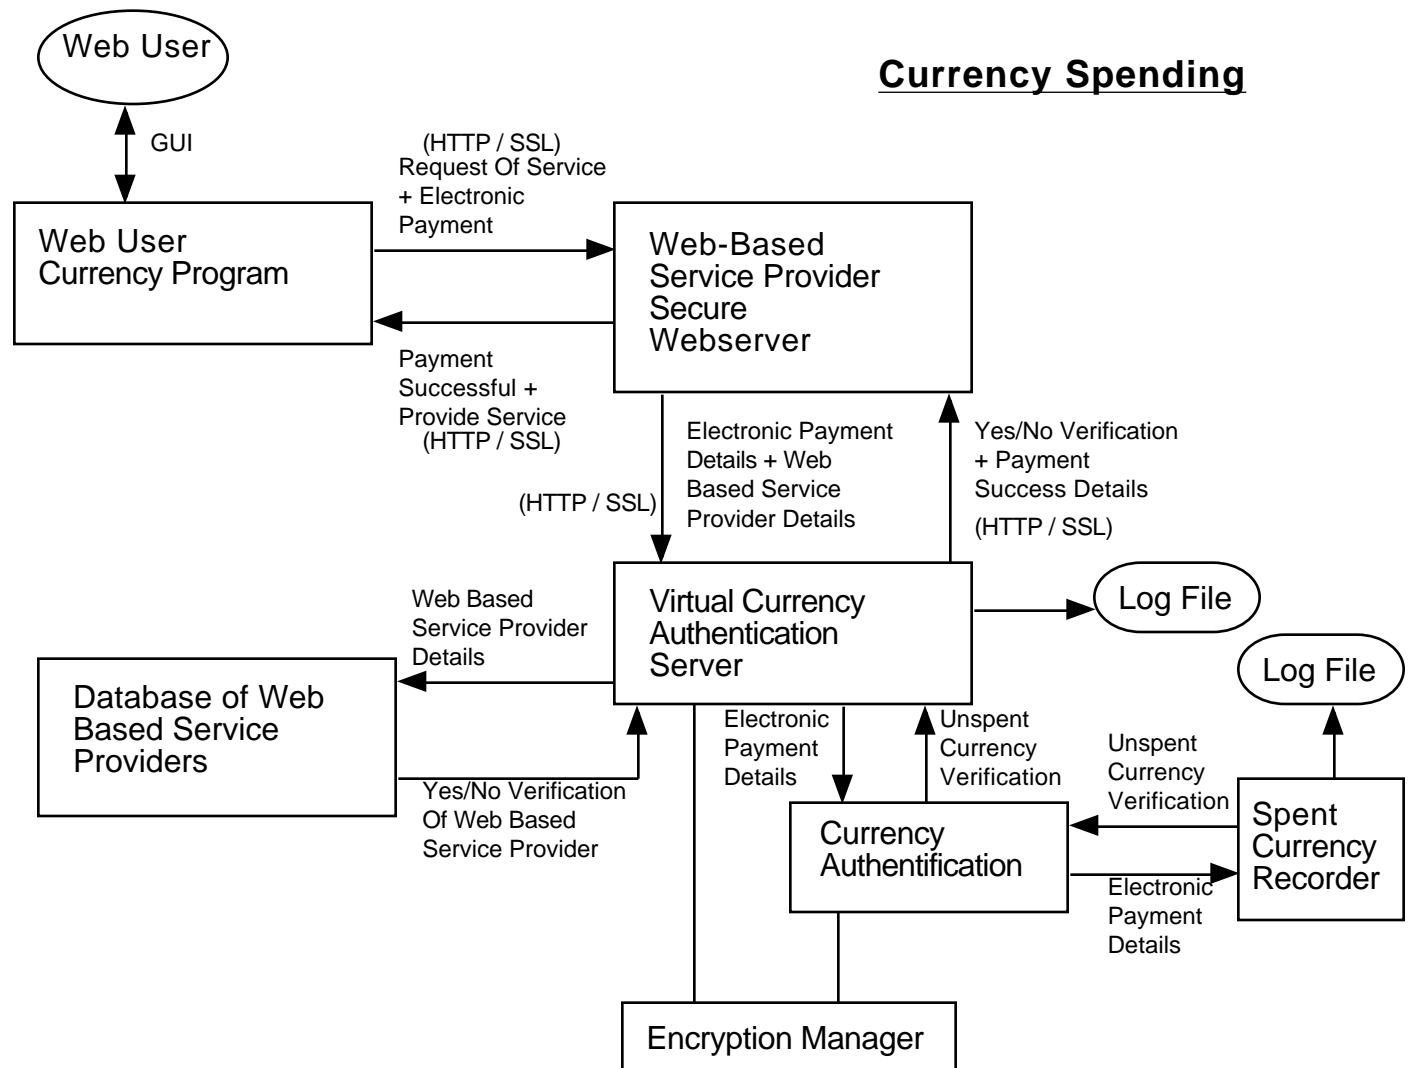 Web User
Currency Spending
GUI
(HTTP / SSL)
Request Of Service
+ Electronic
Payment
Web User
Currency Program
Web-Based
Service Provider
Secure
Webserver
Payment
Successful +
Provide Service
(HTTP / SSL)
(HTTP / SSL)
Electronic Payment
Details + Web
Based Service
Provider Details
Yes/No Verification
+ Payment
Success Details
(HTTP / SSL)
Web Based
Service Provider
Details
Virtual Currency
Authentication
Server
Log File
Log File
Database of Web
Based Service
Providers
Yes/No Verification
Of Web Based
Service Provider
Electronic
Payment
Details
Unspent
Currency
Verification
Unspent
Currency
Verification
Currency
Authentification
Spent
Currency
Recorder
Electronic
Payment
Details
Encryption Manager